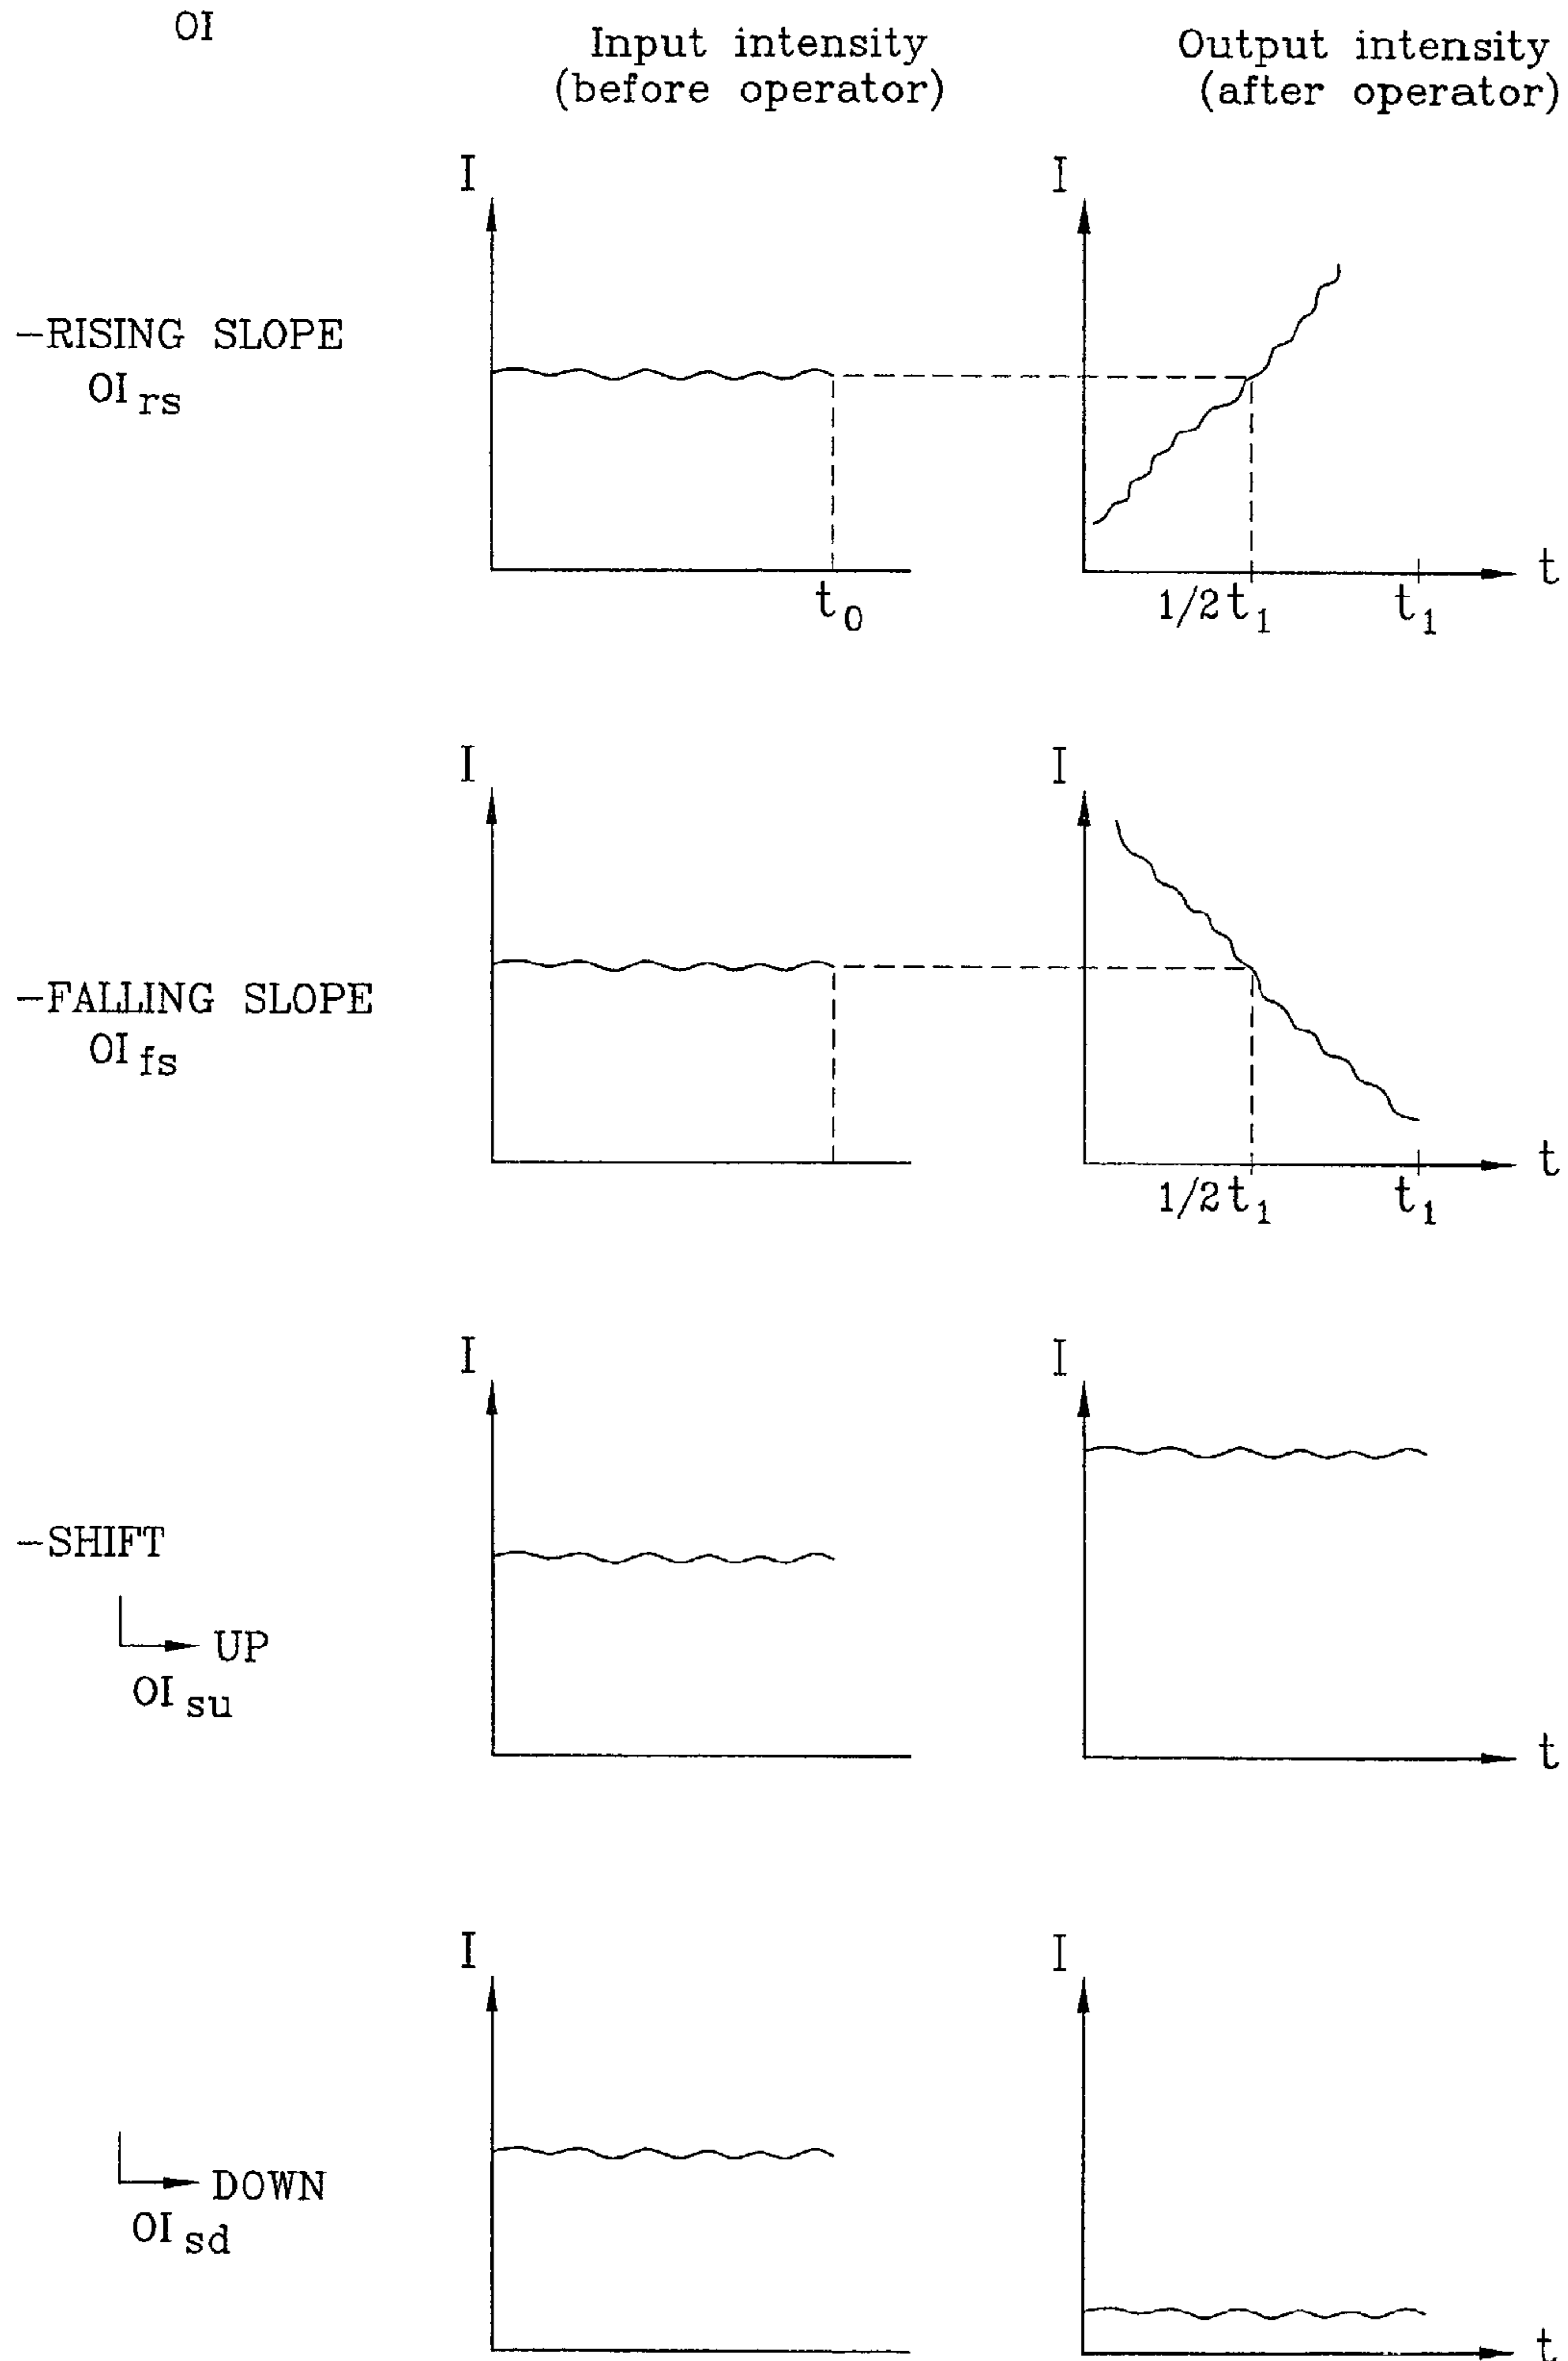 OI
Input intensity
(before operator)
Output intensity
(after operator)
I
I
-RISING SLOPE
OI rs
t0
1/2 t1
t1
t
I
I
-FALLING SLOPE
OI fs
1/2 t1
t1
t
I
I
-SHIFT
UP
OI su
t
I
I
DOWN
OI sd
t